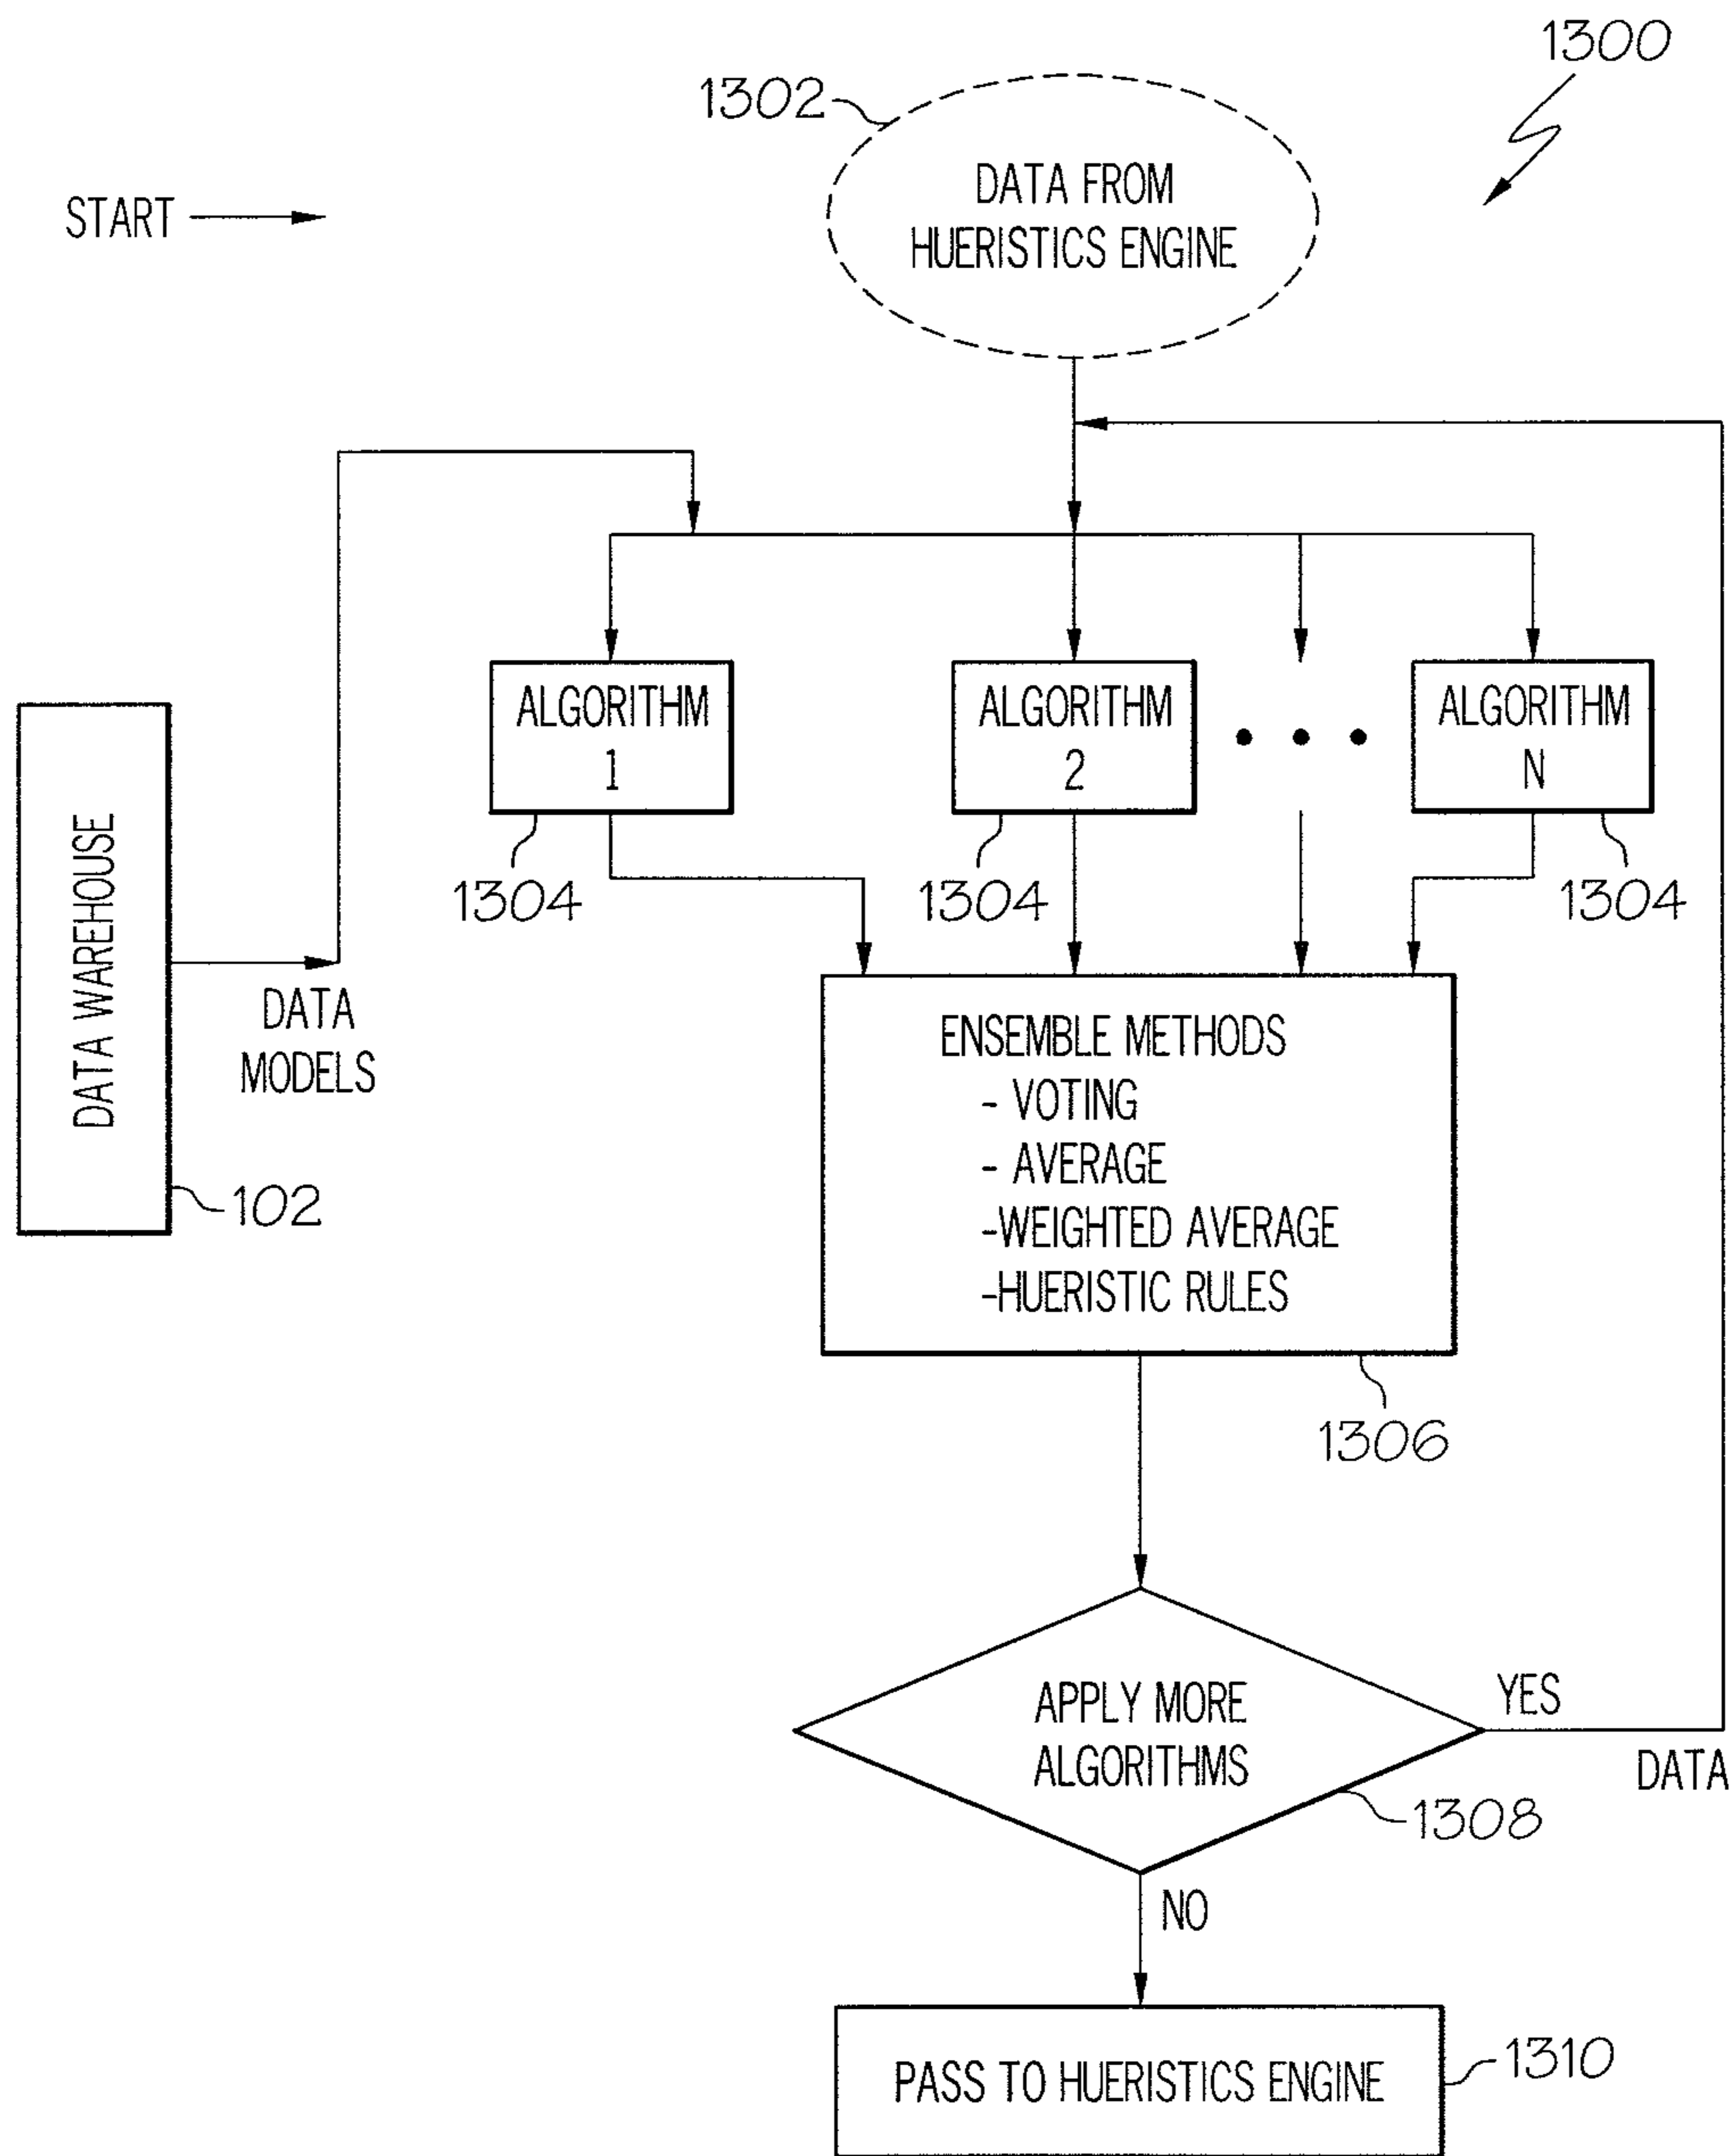 1300
1302
START
DATA FROM
HUERISTICS ENGINE
ALGORITHM
1
ALGORITHM
2
ALGORITHM
N
1304
1304
1304
DATA WAREHOUSE
DATA
MODELS
102
ENSEMBLE METHODS
- VOTING
- AVERAGE
-WEIGHTED AVERAGE
-HUERISTIC RULES
1306
APPLY MORE
ALGORITHMS
YES
DATA
1308
NO
PASS TO HUERISTICS ENGINE
1310